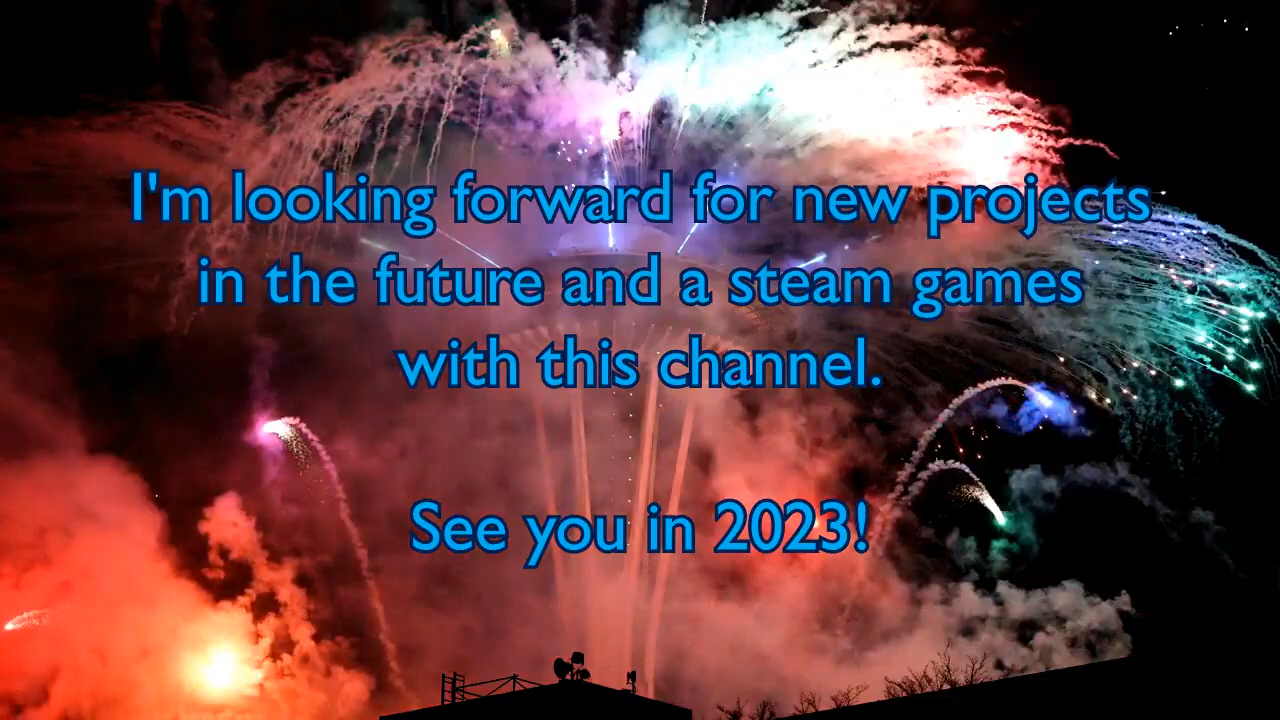 I'm looking forward for new projects
in the future and a steam games
with this channel.
See you in 2023!